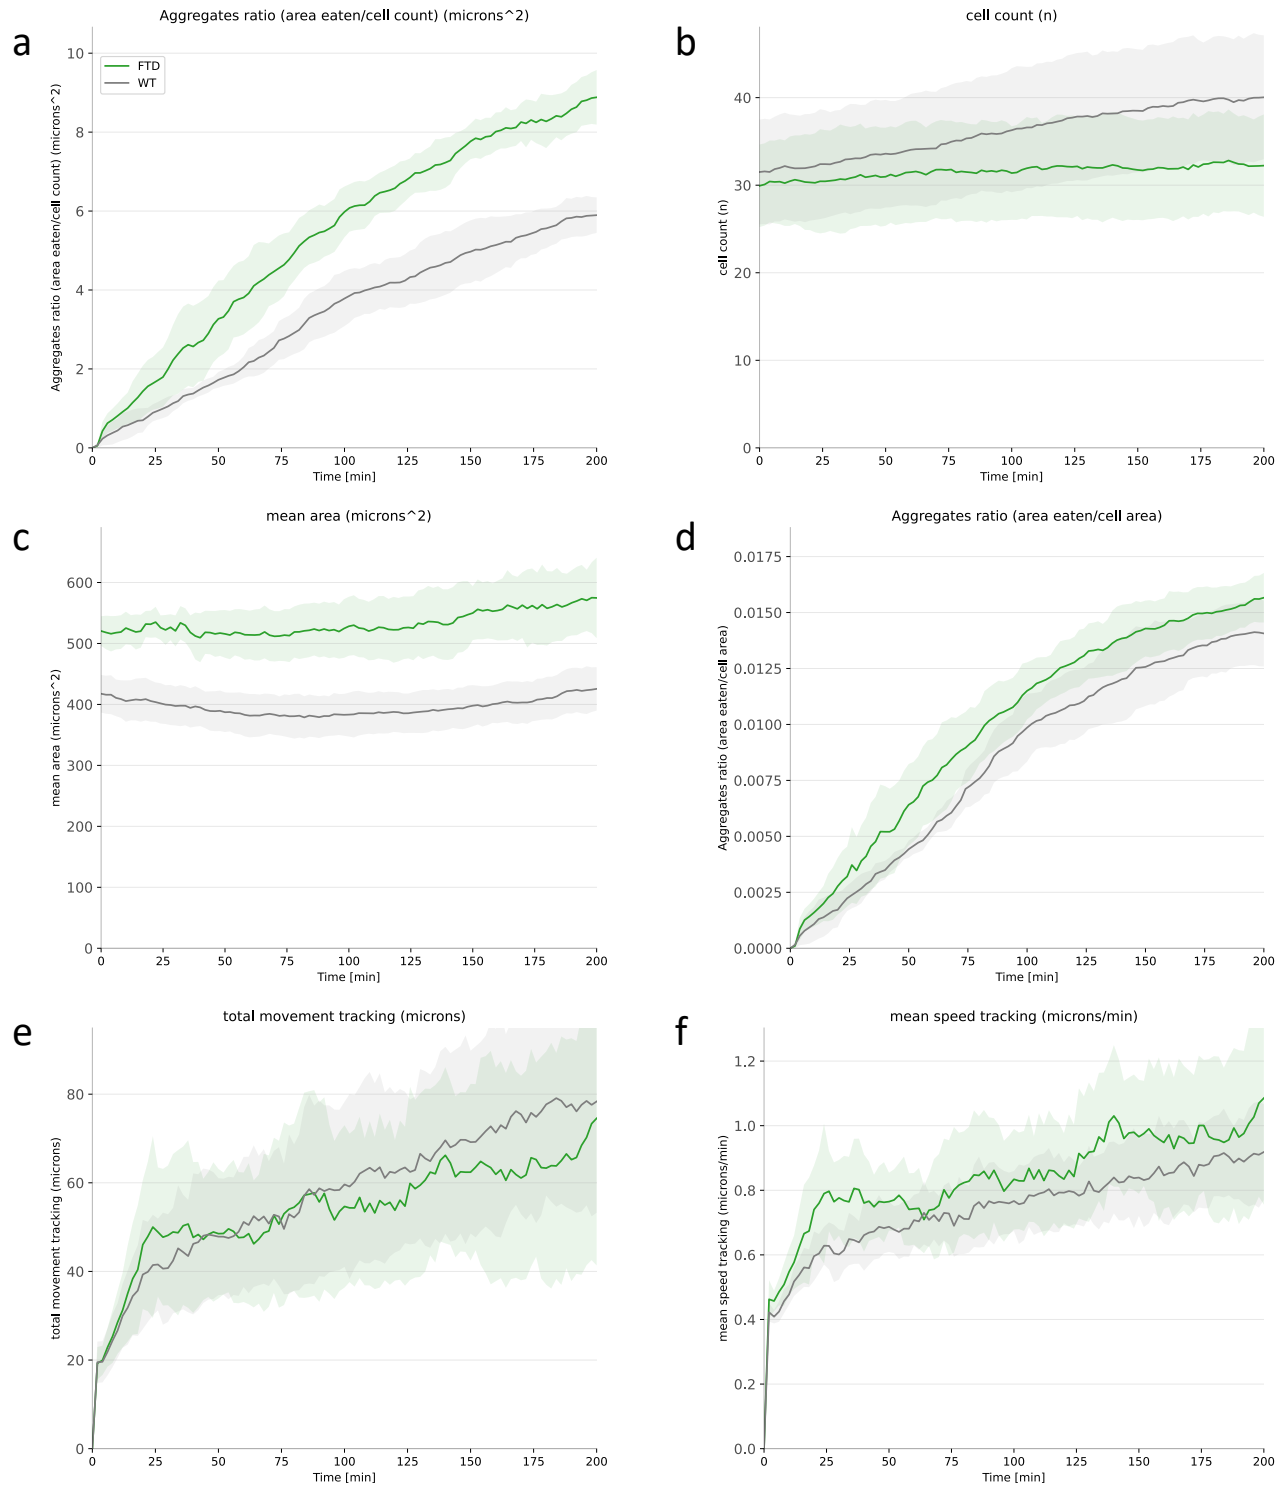 Aggregates ratio (area eaten/cell count) (microns^2)
a
Aggregates ratio (area eaten/cell count) (microns^2)
10
8
6
4
2
0
FTD
WT
0 25 50 75 100 125 150 175 200
Time [min]
cell count (n)
b
cell count (n)
40
30
20
10
0
0 25 50 75 100 125 150 175 200
Time [min]
mean area (microns^2)
c
mean area (microns^2)
600
500
400
300
200
100
0
0 25 50 75 100 125 150 175 200
Time [min]
Aggregates ratio (area eaten/cell area)
d
Aggregates ratio (area eaten/cell area)
0.0175
0.0150
0.0125
0.0100
0.0075
0.0050
0.0025
0.0000
0 25 50 75 100 125 150 175 200
Time [min]
total movement tracking (microns)
e
total movement tracking (microns)
80
60
40
20
0
0 25 50 75 100 125 150 175 200
Time [min]
mean speed tracking (microns/min)
f
mean speed tracking (microns/min)
1.2
1.0
0.8
0.6
0.4
0.2
0.0
0 25 50 75 100 125 150 175 200
Time [min]